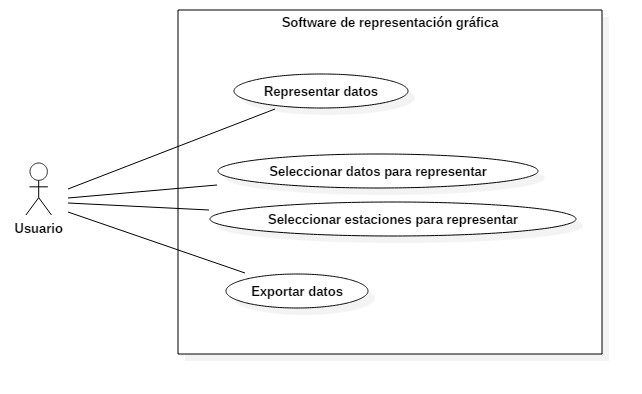 Software de representación gráfica
Representar datos
Seleccionar datos para representar
Seleccionar estaciones para representar
Usuario
Exportar datos